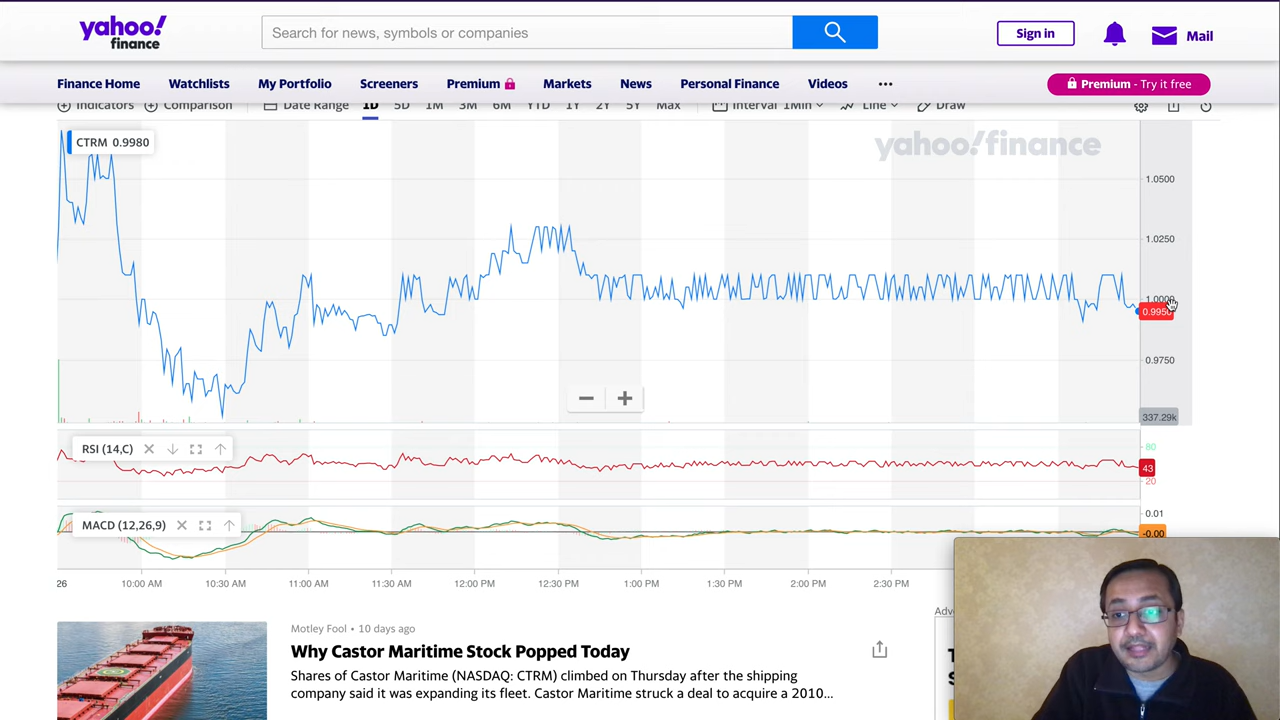 yahoo!
finance
Search for news, symbols or companies
Sign in
Mail
Finance Home Watchlists My Portfolio Screeners Premium Markets News Personal Finance Videos ...
Premium - Try it free
Indicators Comparison Date Range 1D 5D 1M 3M 6M YTD 1Y 2Y 5Y Max Interval 1Min Line Draw
CTRM 0.9980
yahoo!finance
1.0500
1.0250
1.0000
0.9950
0.9750
337.29k
RSI (14,C)
80
43
20
MACD (12,26,9)
0.01
-0.00
26 10:00 AM 10:30 AM 11:00 AM 11:30 AM 12:00 PM 12:30 PM 1:00 PM 1:30 PM 2:00 PM 2:30 PM
Motley Fool • 10 days ago
Why Castor Maritime Stock Popped Today
Shares of Castor Maritime (NASDAQ: CTRM) climbed on Thursday after the shipping
company said it was expanding its fleet. Castor Maritime struck a deal to acquire a 2010...